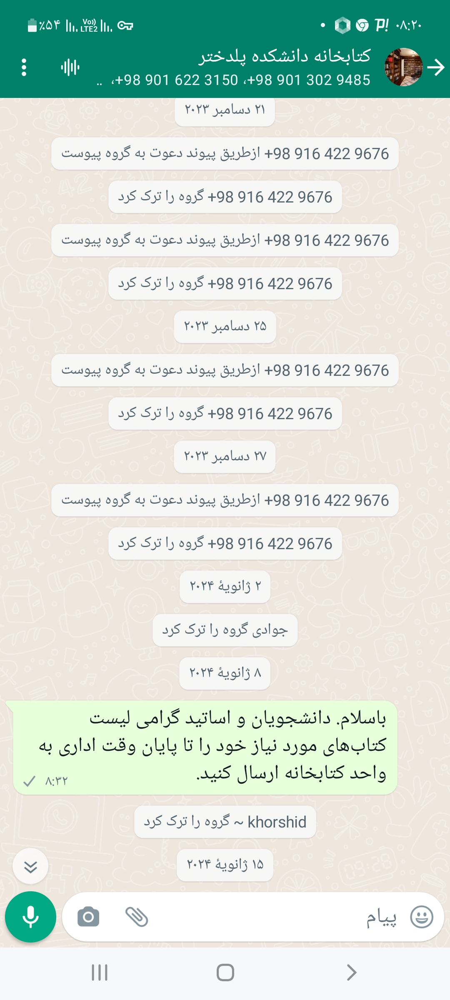 ٪۵۴ Vo)) LTE2 P! ۰۸:۲۰
کتابخانه دانشکده پلدختر
+98 901 302 9485، +98 901 622 3150، ..
۲۱ دسامبر ۲۰۲۳
+98 916 422 9676 ازطریق پیوند دعوت به گروه پیوست
+98 916 422 9676 گروه را ترک کرد
+98 916 422 9676 ازطریق پیوند دعوت به گروه پیوست
+98 916 422 9676 گروه را ترک کرد
۲۵ دسامبر ۲۰۲۳
+98 916 422 9676 ازطریق پیوند دعوت به گروه پیوست
+98 916 422 9676 گروه را ترک کرد
۲۷ دسامبر ۲۰۲۳
+98 916 422 9676 ازطریق پیوند دعوت به گروه پیوست
+98 916 422 9676 گروه را ترک کرد
۲ ژانویهٔ ۲۰۲۴
جوادی گروه را ترک کرد
۸ ژانویهٔ ۲۰۲۴
باسلام. دانشجویان و اساتید گرامی لیست
کتاب‌های مورد نیاز خود را تا پایان وقت اداری به
واحد کتابخانه ارسال کنید.
۸:۳۲
khorshid ~ گروه را ترک کرد
۱۵ ژانویهٔ ۲۰۲۴
پیام